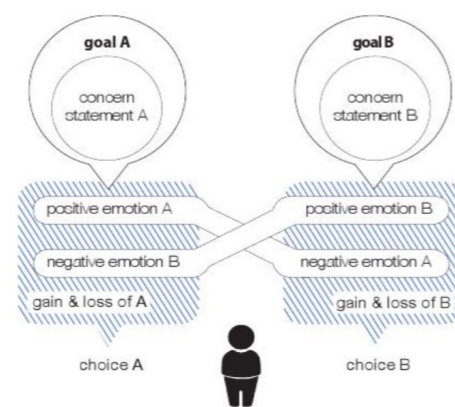 goal A
concern
statement A
goal B
concern
statement B
positive emotion A
positive emotion B
negative emotion B
negative emotion A
gain & loss of A
gain & loss of B
choice A
choice B